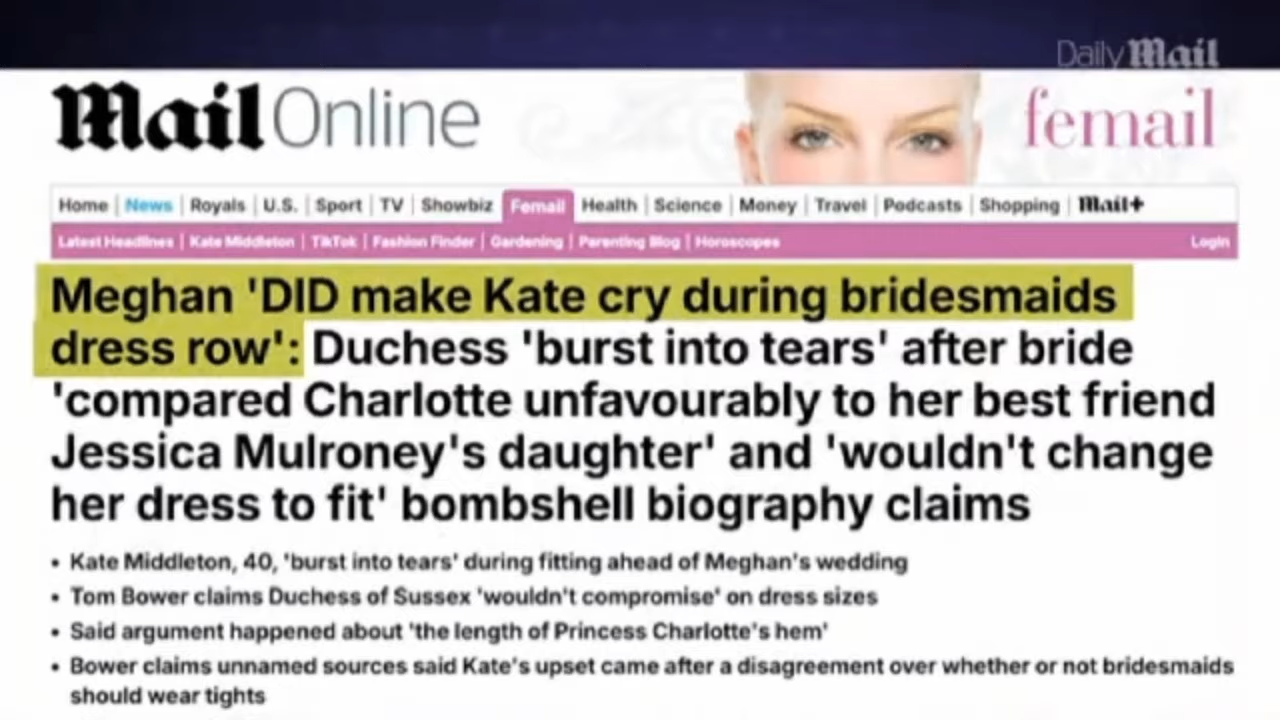 Daily Mail
Mail Online
femail
Home | News | Royals | U.S. | Sport | TV | Showbiz | Femail | Health | Science | Money | Travel | Podcasts | Shopping | Mail+
Latest Headlines | Kate Middleton | TikTok | Fashion Finder | Gardening | Parenting Blog | Horoscopes Login
Meghan 'DID make Kate cry during bridesmaids
dress row': Duchess 'burst into tears' after bride
'compared Charlotte unfavourably to her best friend
Jessica Mulroney's daughter' and 'wouldn't change
her dress to fit' bombshell biography claims
• Kate Middleton, 40, 'burst into tears' during fitting ahead of Meghan's wedding
• Tom Bower claims Duchess of Sussex 'wouldn't compromise' on dress sizes
• Said argument happened about 'the length of Princess Charlotte's hem'
• Bower claims unnamed sources said Kate's upset came after a disagreement over whether or not bridesmaids
should wear tights